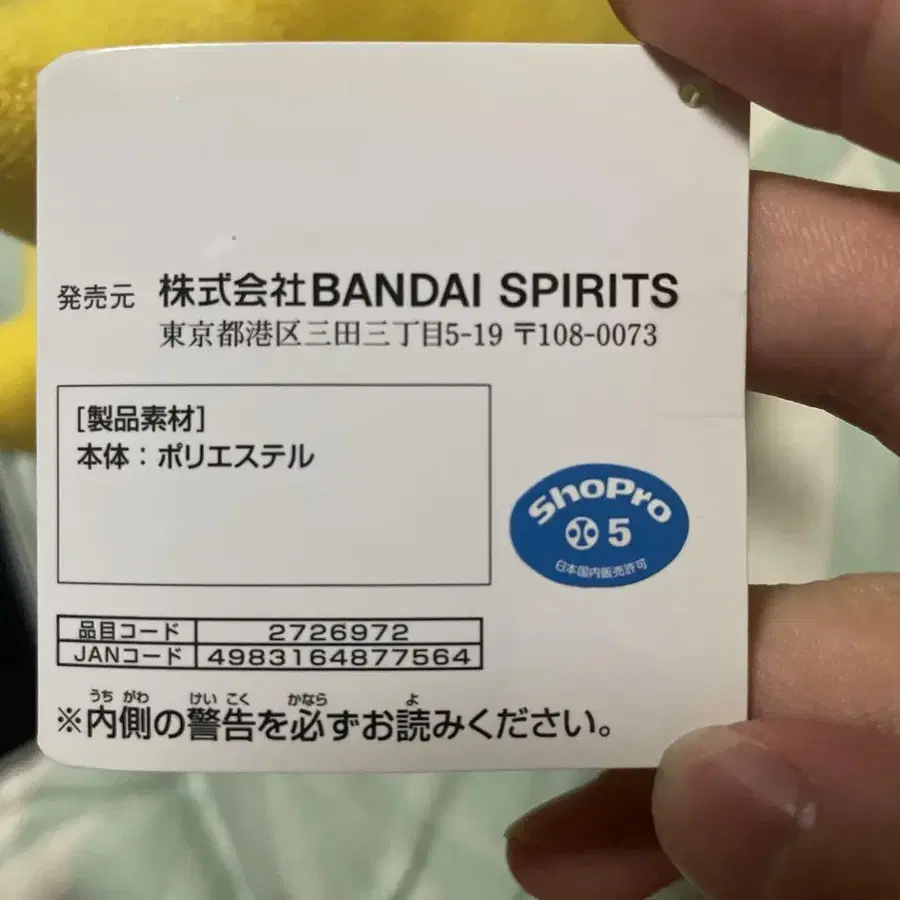 発売元 株式会社BANDAI SPIRITS
東京都港区三田三丁目5-19 〒108-0073
[製品素材]
本体：ポリエステル
ShoPro
小 5
日本国内販売許可
品目コード 2726972
JANコード 4983164877564
うち がわ けい こく かなら よ
※内側の警告を必ずお読みください。